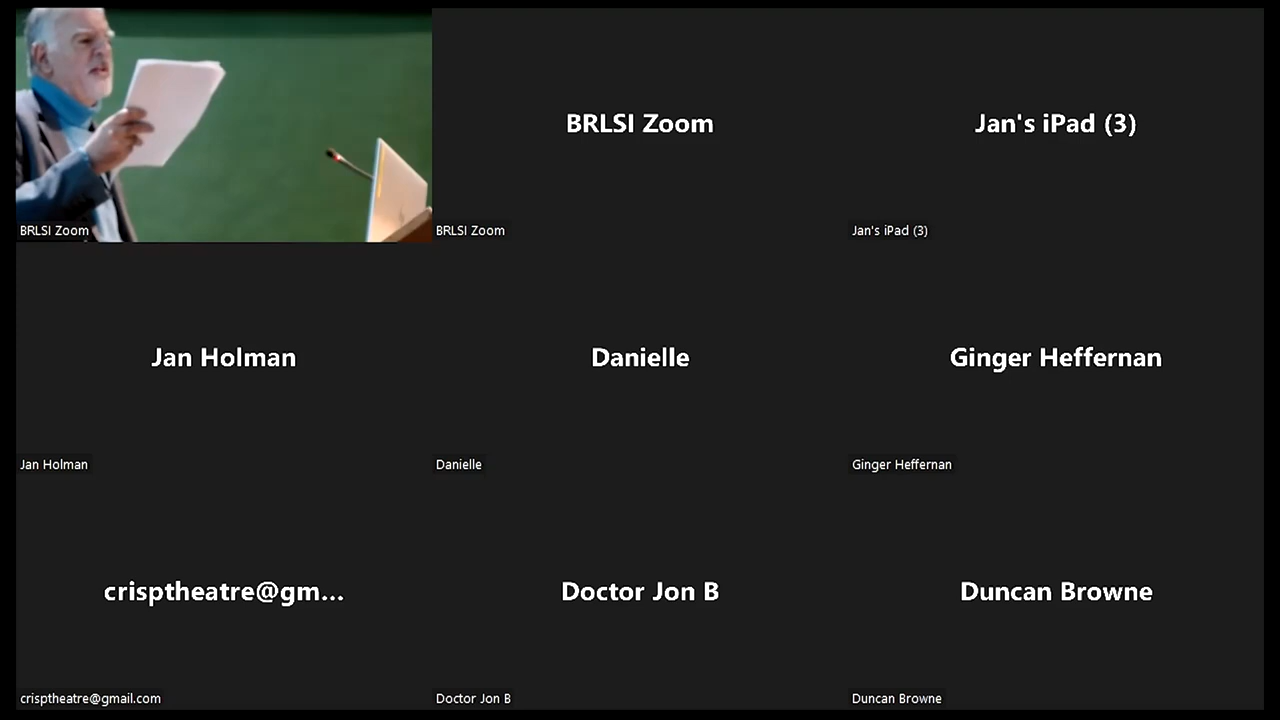 BRLSI Zoom
Jan's iPad (3)
BRLSI Zoom
BRLSI Zoom
Jan's iPad (3)
Jan Holman
Danielle
Ginger Heffernan
Jan Holman
Danielle
Ginger Heffernan
crisptheatre@gm...
Doctor Jon B
Duncan Browne
crisptheatre@gmail.com
Doctor Jon B
Duncan Browne